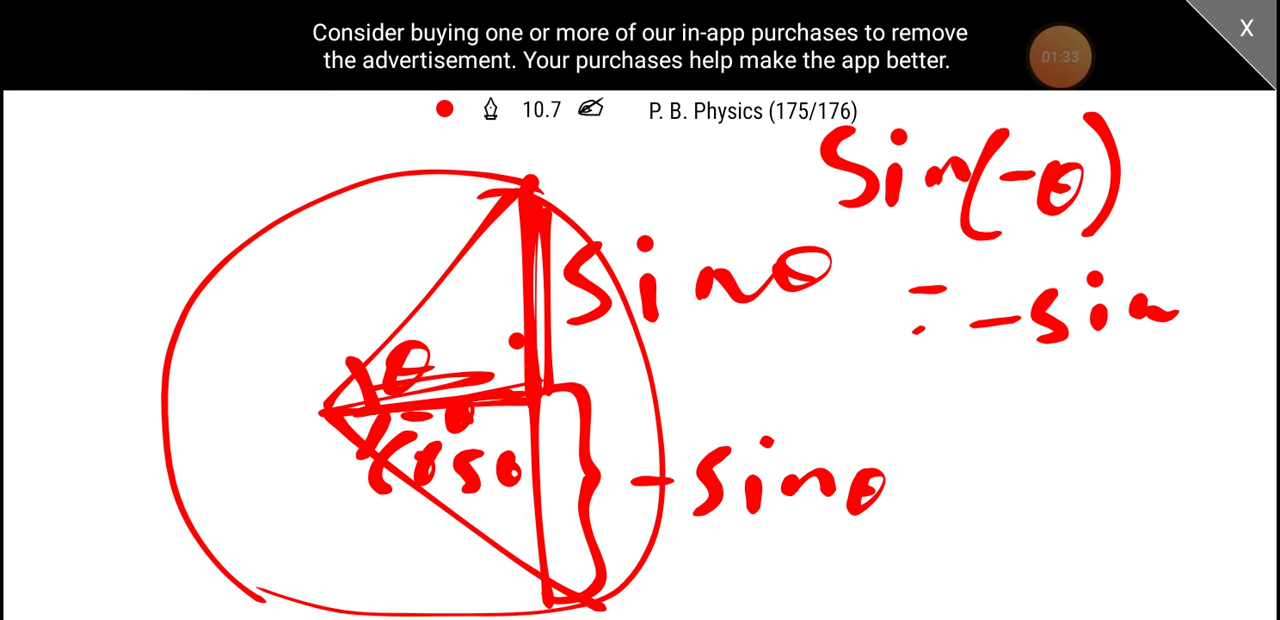 Consider buying one or more of our in-app purchases to remove
the advertisement. Your purchases help make the app better.
01:33
X
10.7 P. B. Physics (175/176)
Sin(-θ)
= -sin
Sinθ
θ
-θ
Cosθ
-Sinθ